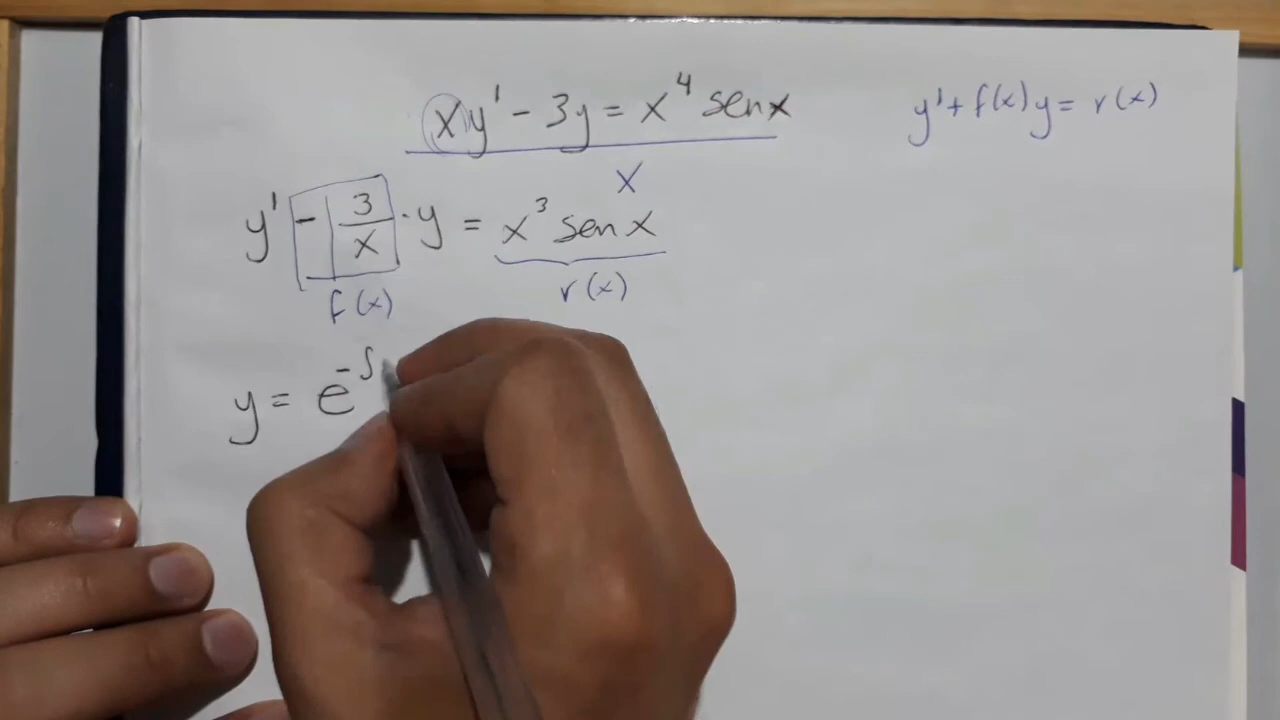 xy' - 3y = x⁴ sen x
y' + f(x)y = r(x)
x
y' - 3/x · y = x³ sen x
f(x)
r(x)
y = e^-∫